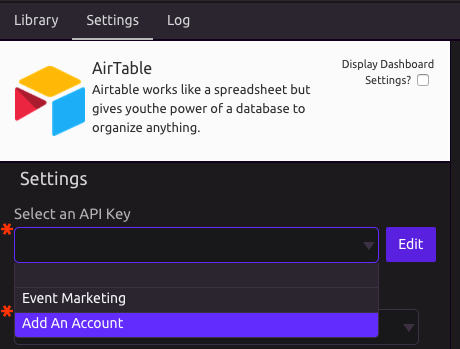 Library Settings Log
AirTable
Airtable works like a spreadsheet but
gives youthe power of a database to
organize anything.
Display Dashboard
Settings?
Settings
Select an API Key
*
Edit
Event Marketing
*
Add An Account